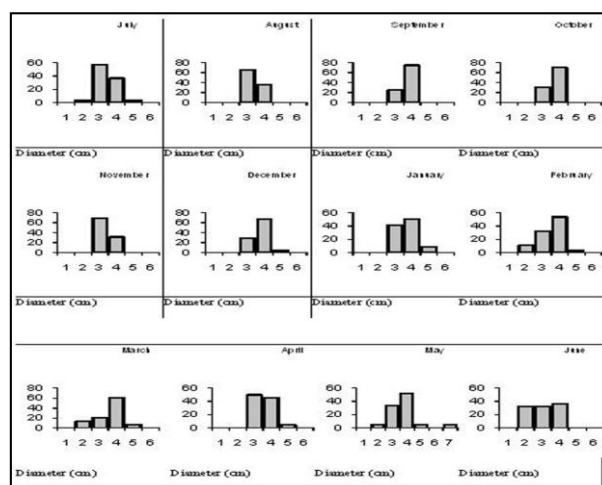 July August September October
60 80 80 80
40 60 60 60
20 40 40 40
0 20 20 20
0 0 0
1 2 3 4 5 6 1 2 3 4 5 6 1 2 3 4 5 6 1 2 3 4 5 6
Diameter (cm) Diameter (cm) Diameter (cm) Diameter (cm)
November December January February
80 80 60 60
60 60 40 40
40 40 20 20
20 20 0 0
0 0
1 2 3 4 5 6 1 2 3 4 5 6 1 2 3 4 5 6 1 2 3 4 5 6
Diameter (cm) Diameter (cm) Diameter (cm) Diameter (cm)
March April May June
80 60 60 60
60 40 40 40
40 20 20 20
20 0 0 0
0
1 2 3 4 5 6 1 2 3 4 5 6 1 2 3 4 5 6 7 1 2 3 4 5 6
Diameter (cm) Diameter (cm) Diameter (cm) Diameter (cm)